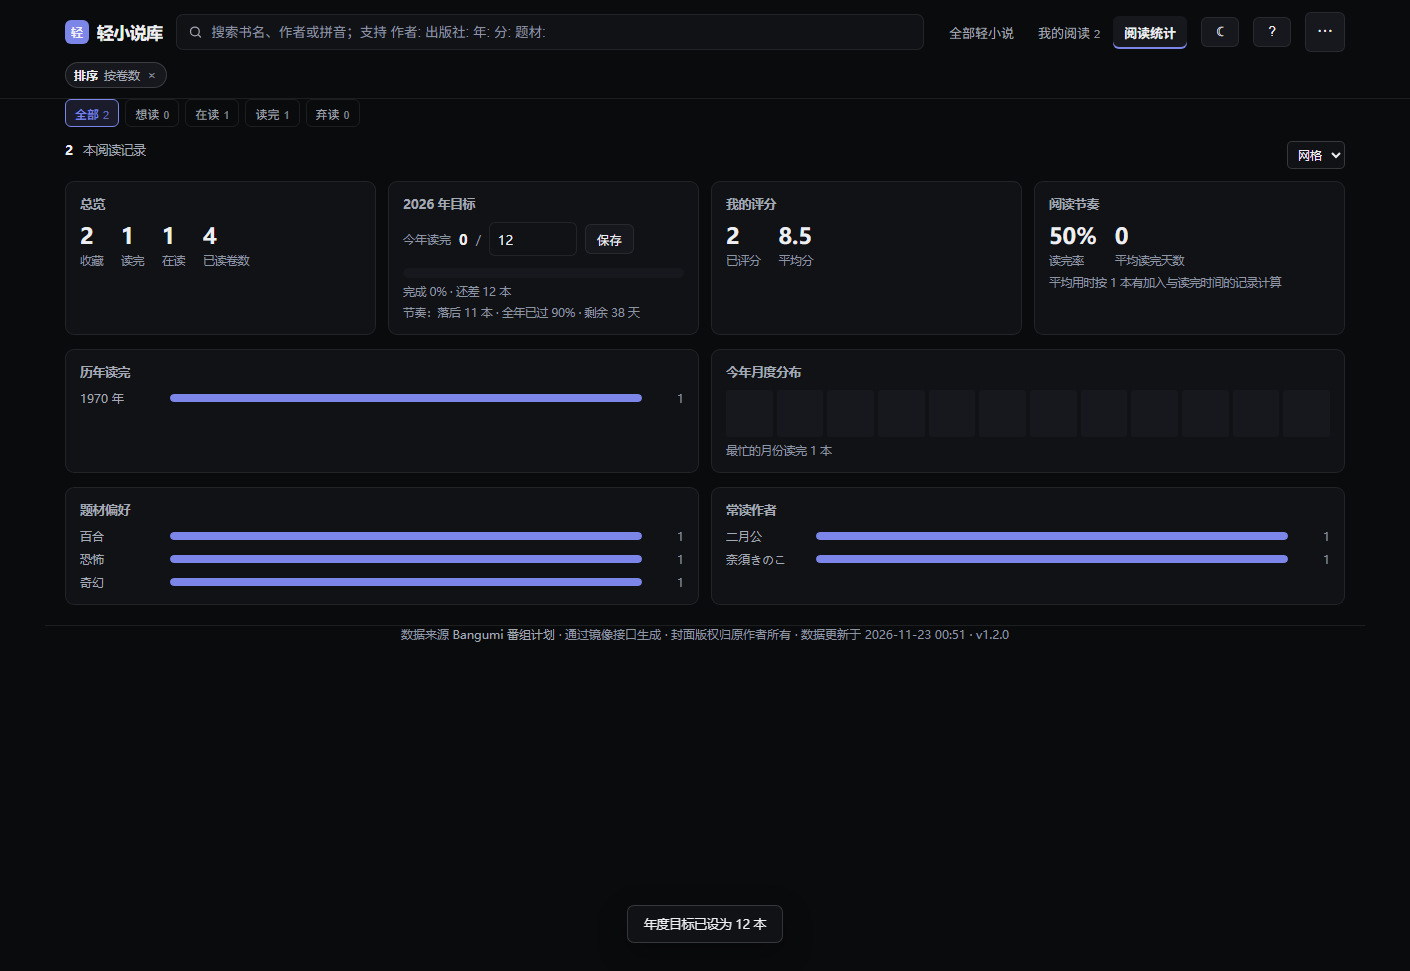 轻 轻小说库 搜索书名、作者或拼音；支持 作者: 出版社: 年: 分: 题材: 全部轻小说 我的阅读 2 阅读统计 ☾ ? ···
排序 按卷数 ×
全部 2 想读 0 在读 1 读完 1 弃读 0
2 本阅读记录 网格
总览
2 1 1 4
收藏 读完 在读 已读卷数
2026 年目标
今年读完 0 / 12 保存
完成 0% · 还差 12 本
节奏：落后 11 本 · 全年已过 90% · 剩余 38 天
我的评分
2 8.5
已评分 平均分
阅读节奏
50% 0
读完率 平均读完天数
平均用时按 1 本有加入与读完时间的记录计算
历年读完
1970 年 1
今年月度分布
最忙的月份读完 1 本
题材偏好
百合 1
恐怖 1
奇幻 1
常读作者
二月公 1
奈須きのこ 1
数据来源 Bangumi 番组计划 · 通过镜像接口生成 · 封面版权归原作者所有 · 数据更新于 2026-11-23 00:51 · v1.2.0
年度目标已设为 12 本